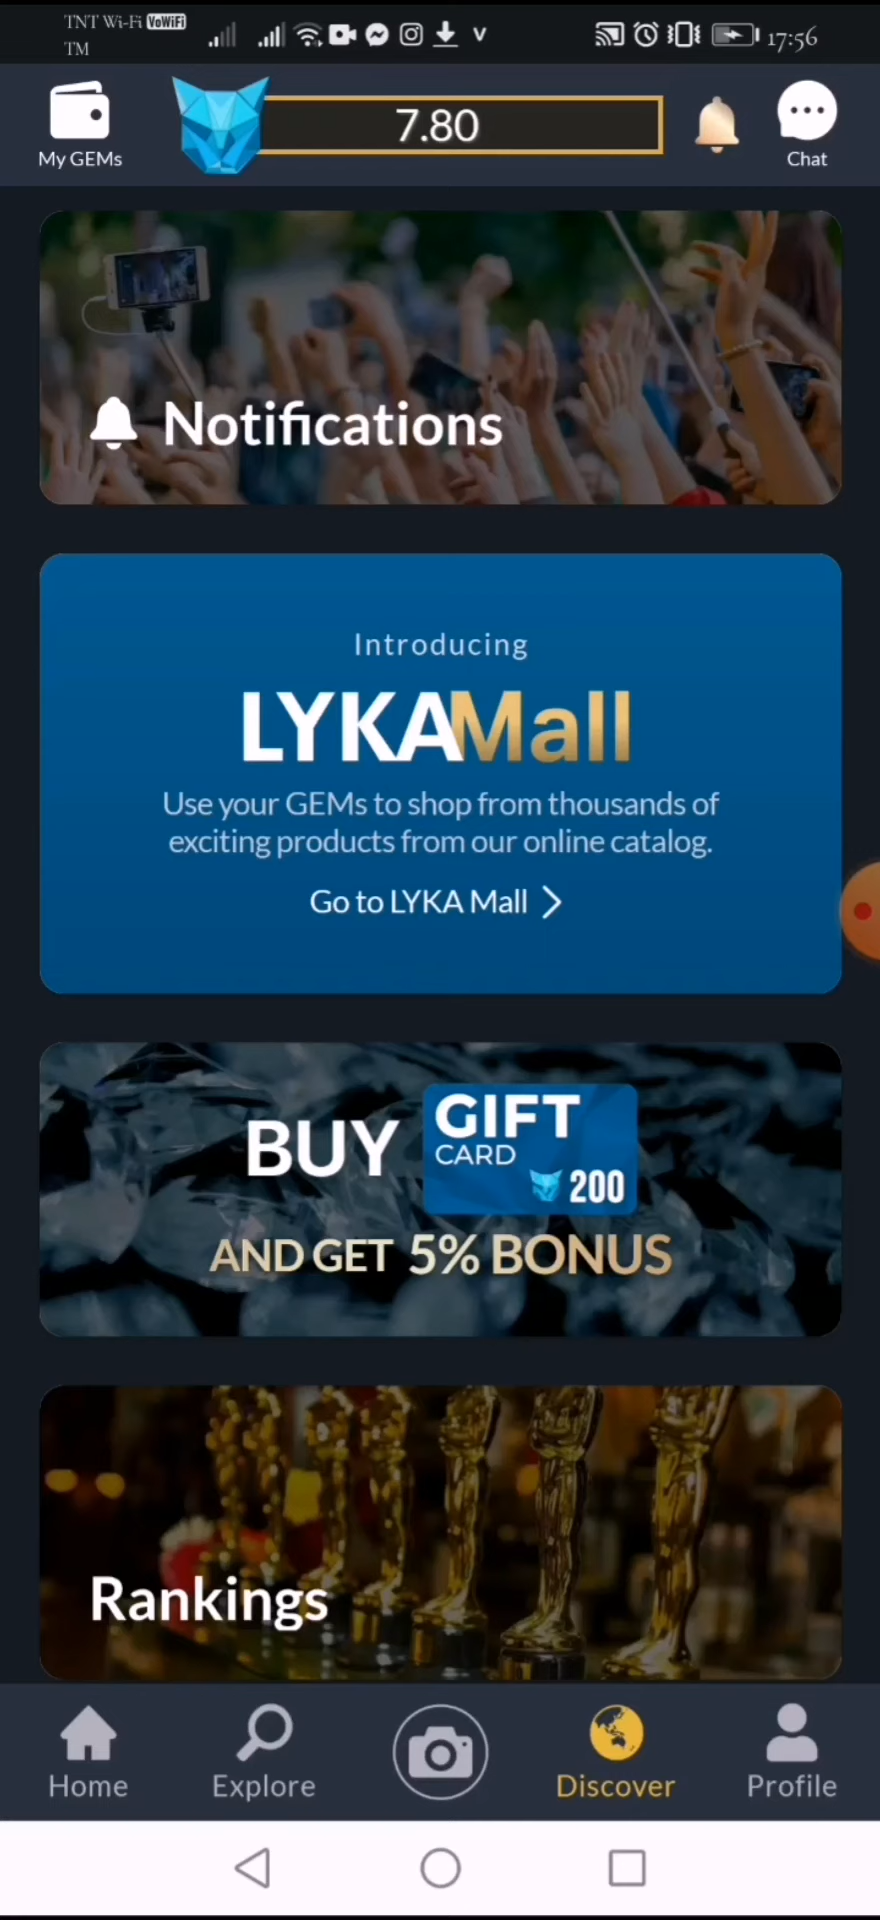 TNT Wi-Fi VoWiFi
TM
V
17:56
My GEMs
7.80
Chat
Notifications
Introducing
LYKAMall
Use your GEMs to shop from thousands of
exciting products from our online catalog.
Go to LYKA Mall
BUY
GIFT
CARD
200
AND GET 5% BONUS
Rankings
Home
Explore
Discover
Profile